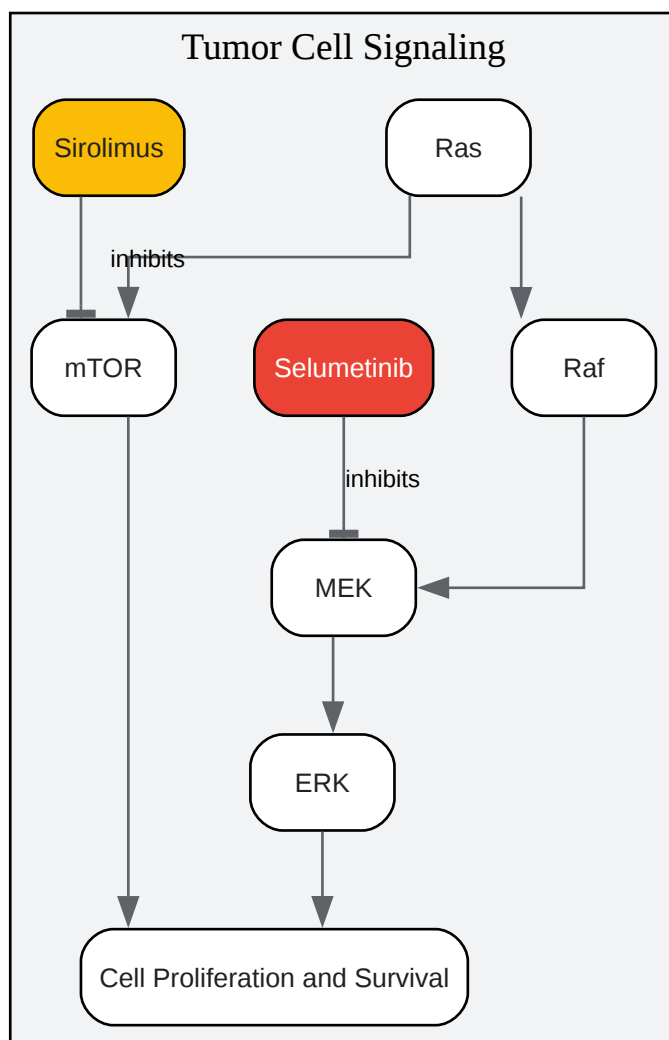 Tumor Cell Signaling
Sirolimus
Ras
inhibits
mTOR
Selumetinib
Raf
inhibits
MEK
ERK
Cell Proliferation and Survival